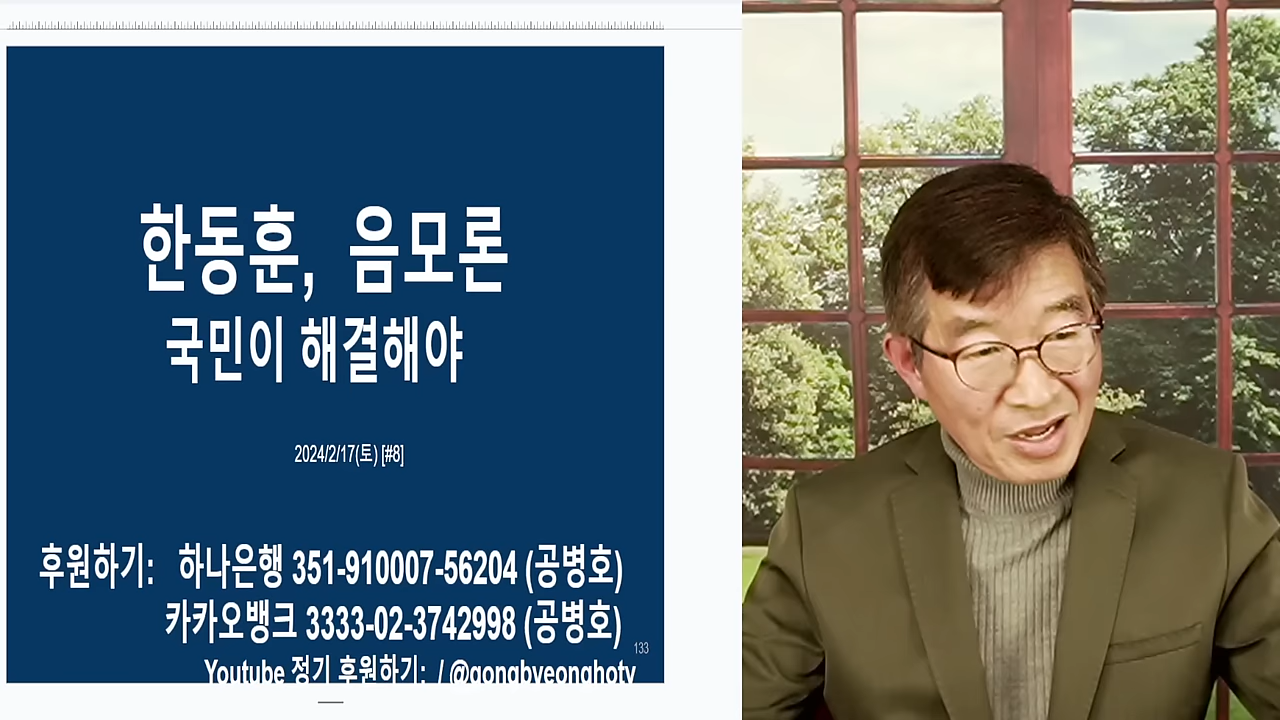 한동훈, 음모론
국민이 해결해야
2024/2/17(토) [#8]
후원하기: 하나은행 351-910007-56204 (공병호)
카카오뱅크 3333-02-3742998 (공병호)
133
Youtube 정기 후원하기: / @gongbyeonghotv